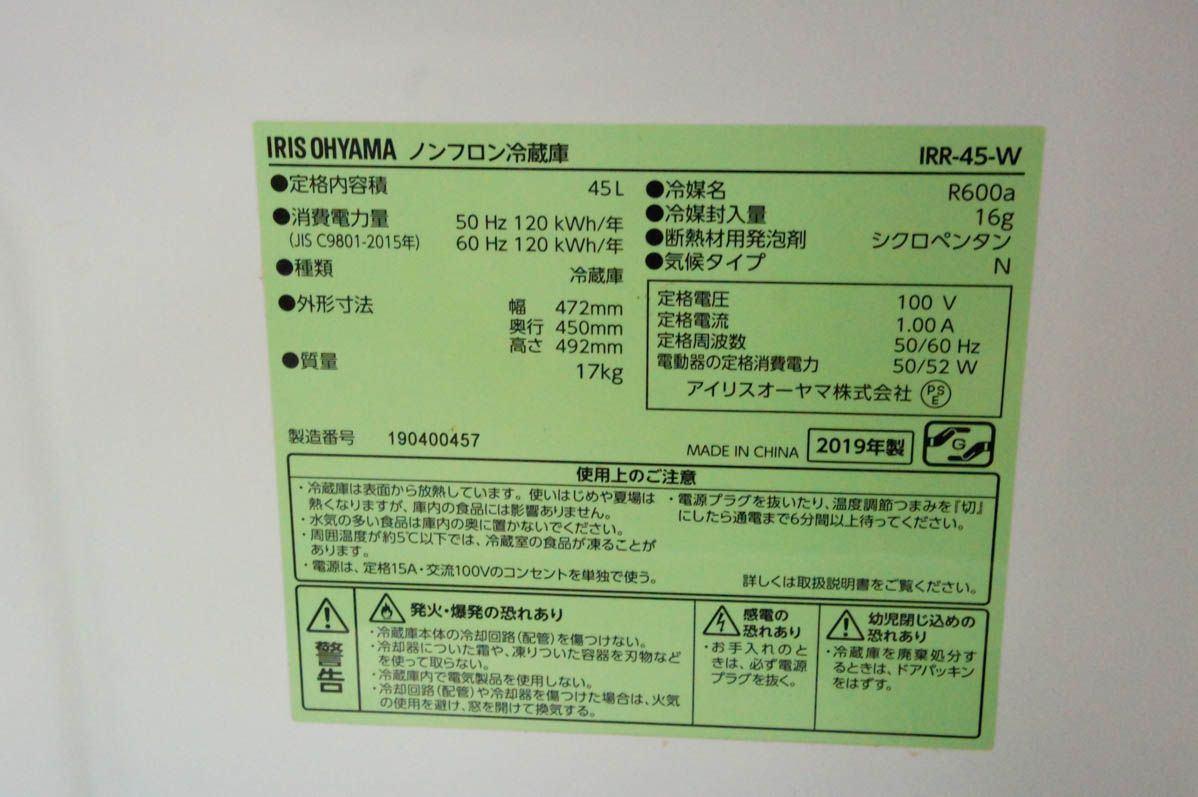 IRIS OHYAMA ノンフロン冷蔵庫 IRR-45-W
●定格内容積 45L
●消費電力量 50 Hz 120 kWh/年
(JIS C9801-2015年) 60 Hz 120 kWh/年
●種類 冷蔵庫
●外形寸法 幅 472mm
奥行 450mm
高さ 492mm
●質量 17kg
●冷媒名 R600a
●冷媒封入量 16g
●断熱材用発泡剤 シクロペンタン
●気候タイプ N
定格電圧 100 V
定格電流 1.00 A
定格周波数 50/60 Hz
電動器の定格消費電力 50/52 W
アイリスオーヤマ株式会社 PSE
製造番号 190400457
MADE IN CHINA 2019年製 G
使用上のご注意
・冷蔵庫は表面から放熱しています。使いはじめや夏場は
熱くなりますが、庫内の食品には影響ありません。
・水気の多い食品は庫内の奥に置かないでください。
・周囲温度が約5℃以下では、冷蔵室の食品が凍ることが
あります。
・電源は、定格15A・交流100Vのコンセントを単独で使う。
・電源プラグを抜いたり、温度調節つまみを『切』
にしたら通電まで6分間以上待ってください。
詳しくは取扱説明書をご覧ください。
警告
発火・爆発の恐れあり
・冷蔵庫本体の冷却回路(配管)を傷つけない。
・冷却器についた霜や、凍りついた容器を刃物など
を使って取らない。
・冷蔵庫内で電気製品を使用しない。
・冷却回路(配管)や冷却器を傷つけた場合は、火気
の使用を避け、窓を開けて換気する。
感電の
恐れあり
・お手入れのと
きは、必ず電源
プラグを抜く。
幼児閉じ込めの
恐れあり
・冷蔵庫を廃棄処分す
るときは、ドアパッキン
をはずす。